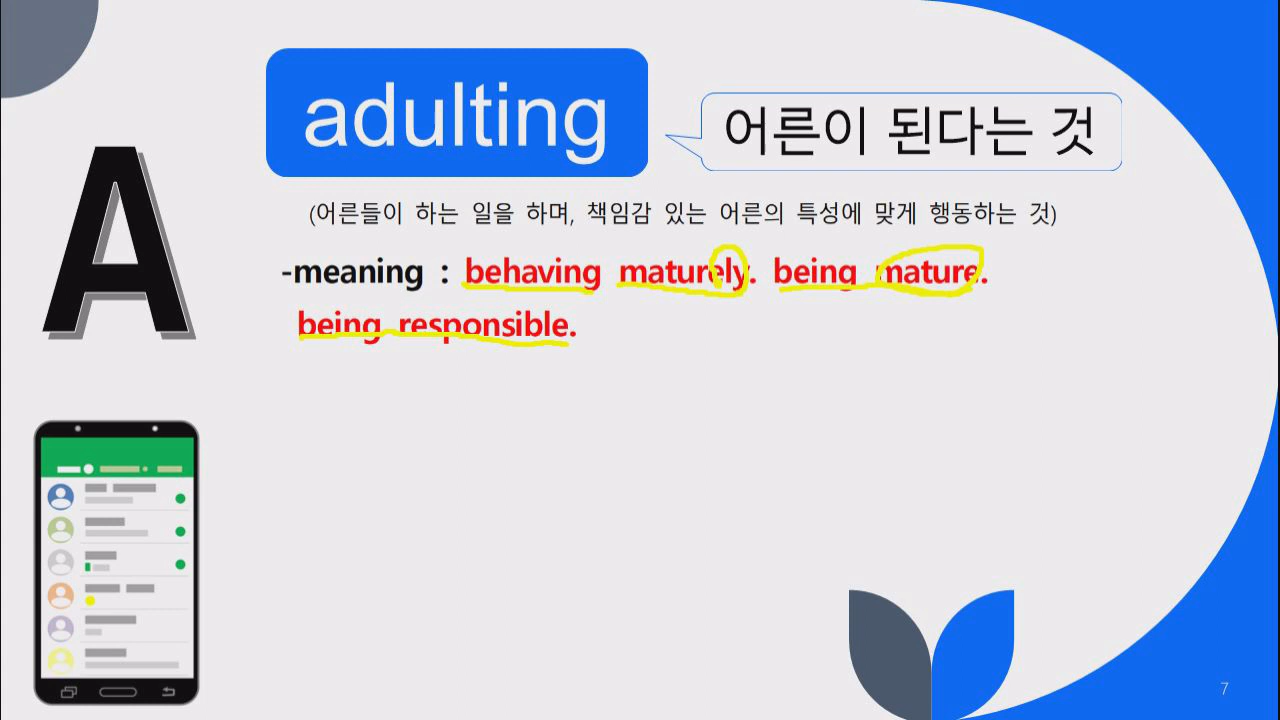 adulting
어른이 된다는 것
A
(어른들이 하는 일을 하며, 책임감 있는 어른의 특성에 맞게 행동하는 것)
-meaning : behaving maturely. being mature.
being responsible.
7